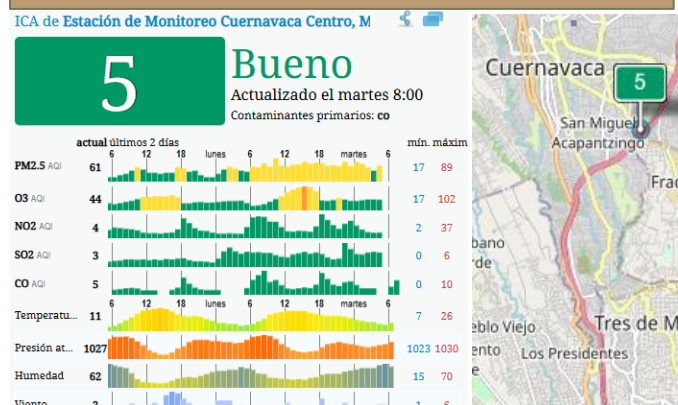 ICA de Estación de Monitoreo Cuernavaca Centro, M
5
Bueno
Actualizado el martes 8:00
Contaminantes primarios: co
actual últimos 2 días mín. máxim
6 12 18 lunes 6 12 18 martes 6
PM2.5 AQI 61 17 89
O3 AQI 44 17 102
NO2 AQI 4 2 37
SO2 AQI 3 0 6
CO AQI 5 0 10
6 12 18 lunes 6 12 18 martes 6
Temperatu... 11 7 26
Presión at... 1027 1023 1030
Humedad 62 15 70
Viento 2 1 6
Cuernavaca
5
San Miguel
Acapantzingo
Frac
bano
rde
eblo Viejo
ento
e
Los Presidentes
Tres de M